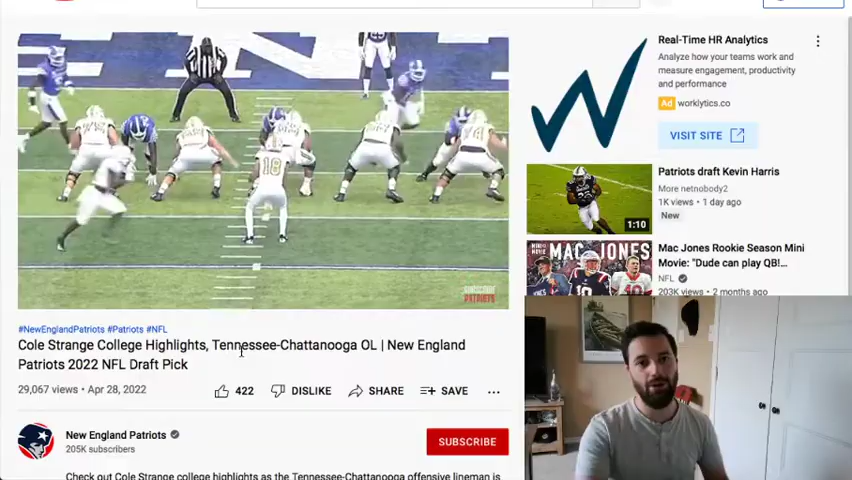 18
#NewEnglandPatriots #Patriots #NFL
Cole Strange College Highlights, Tennessee-Chattanooga OL | New England
Patriots 2022 NFL Draft Pick
29,067 views • Apr 28, 2022
422
DISLIKE
SHARE
SAVE
New England Patriots
205K subscribers
SUBSCRIBE
Check out Cole Strange college highlights as the Tennessee-Chattanooga offensive lineman is
Real-Time HR Analytics
Analyze how your teams work and
measure engagement, productivity
and performance
Ad worklytics.co
VISIT SITE
Patriots draft Kevin Harris
More netnobody2
1K views • 1 day ago
New
1:10
MAC JONES
Mac Jones Rookie Season Mini
Movie: "Dude can play QB!...
NFL
203K views • 2 months ago